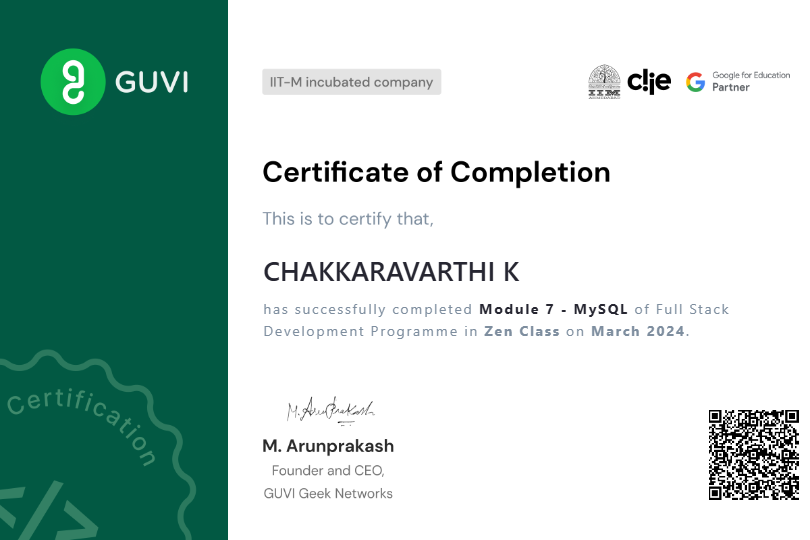 GUVI
IIT-M incubated company
IIM
AHMEDABAD
c!ie
Google for Education
Partner
Certificate of Completion
This is to certify that,
CHAKKARAVARTHI K
has successfully completed Module 7 - MySQL of Full Stack
Development Programme in Zen Class on March 2024.
Certification
</>
M. Arunprakash
M. Arunprakash
Founder and CEO,
GUVI Geek Networks